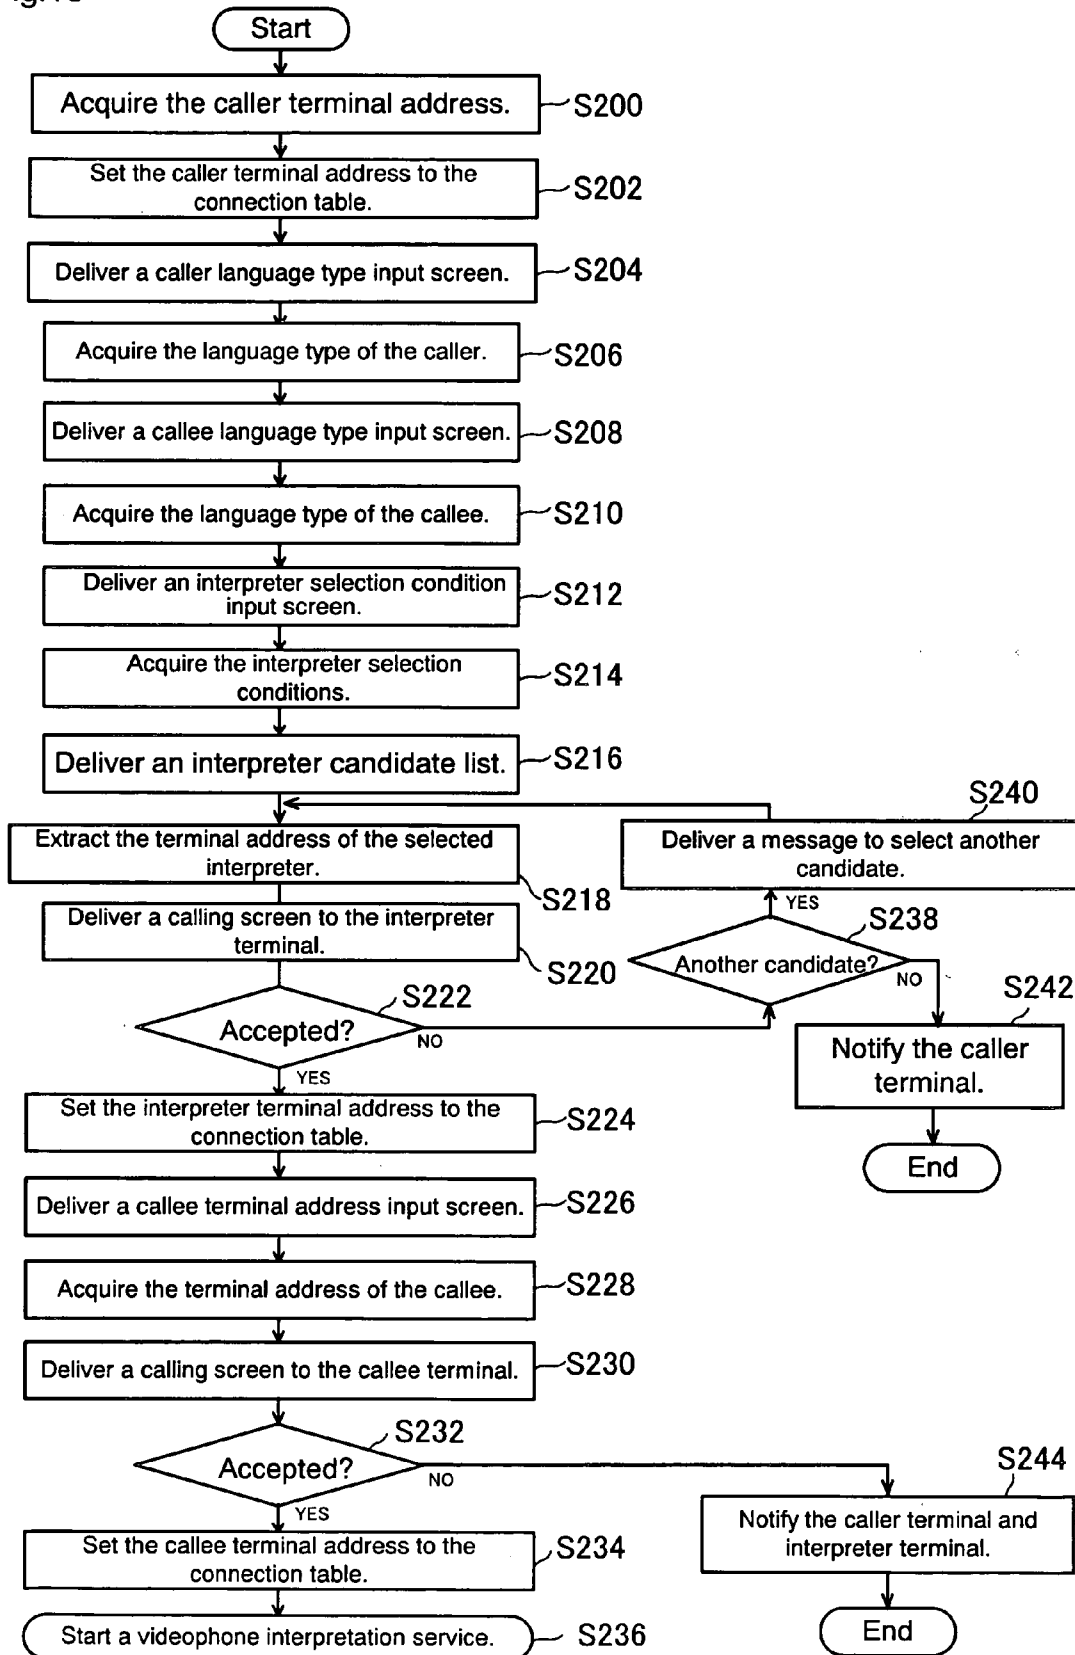 Start
Acquire the caller terminal address.
S200
Set the caller terminal address to the
connection table.
S202
Deliver a caller language type input screen.
S204
Acquire the language type of the caller.
S206
Deliver a callee language type input screen.
S208
Acquire the language type of the callee.
S210
Deliver an interpreter selection condition
input screen.
S212
Acquire the interpreter selection
conditions.
S214
Deliver an interpreter candidate list.
S216
Extract the terminal address of the selected
interpreter.
S218
Deliver a calling screen to the interpreter
terminal.
S220
Accepted?
S222
NO
YES
S240
Deliver a message to select another
candidate.
YES
S238
Another candidate?
NO
S242
Notify the caller
terminal.
End
Set the interpreter terminal address to the
connection table.
S224
Deliver a callee terminal address input screen.
S226
Acquire the terminal address of the callee.
S228
Deliver a calling screen to the callee terminal.
S230
Accepted?
S232
NO
YES
Set the callee terminal address to the
connection table.
S234
Start a videophone interpretation service.
S236
S244
Notify the caller terminal and
interpreter terminal.
End